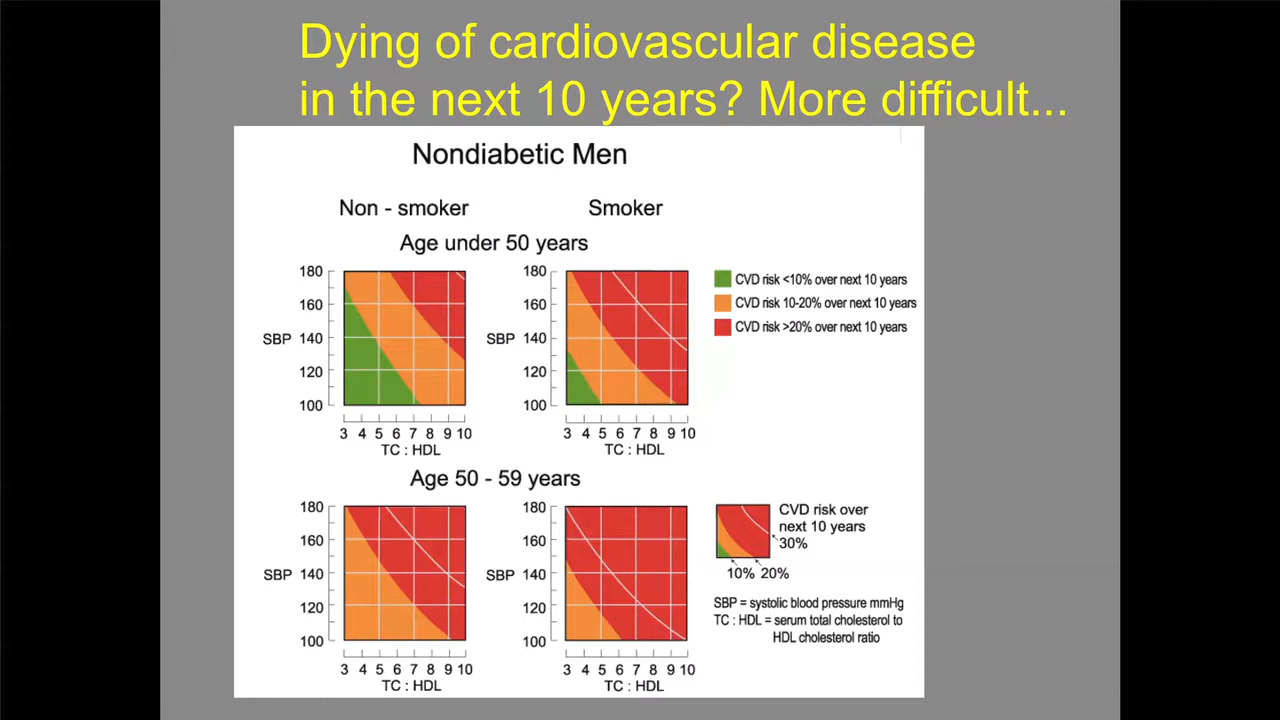 Dying of cardiovascular disease
in the next 10 years? More difficult...
Nondiabetic Men
Non - smoker
Smoker
Age under 50 years
180
160
SBP 140
120
100
3 4 5 6 7 8 9 10
TC : HDL
180
160
SBP 140
120
100
3 4 5 6 7 8 9 10
TC : HDL
CVD risk <10% over next 10 years
CVD risk 10-20% over next 10 years
CVD risk >20% over next 10 years
Age 50 - 59 years
180
160
SBP 140
120
100
3 4 5 6 7 8 9 10
TC : HDL
180
160
SBP 140
120
100
3 4 5 6 7 8 9 10
TC : HDL
CVD risk over
next 10 years
30%
10% 20%
SBP = systolic blood pressure mmHg
TC : HDL = serum total cholesterol to
HDL cholesterol ratio